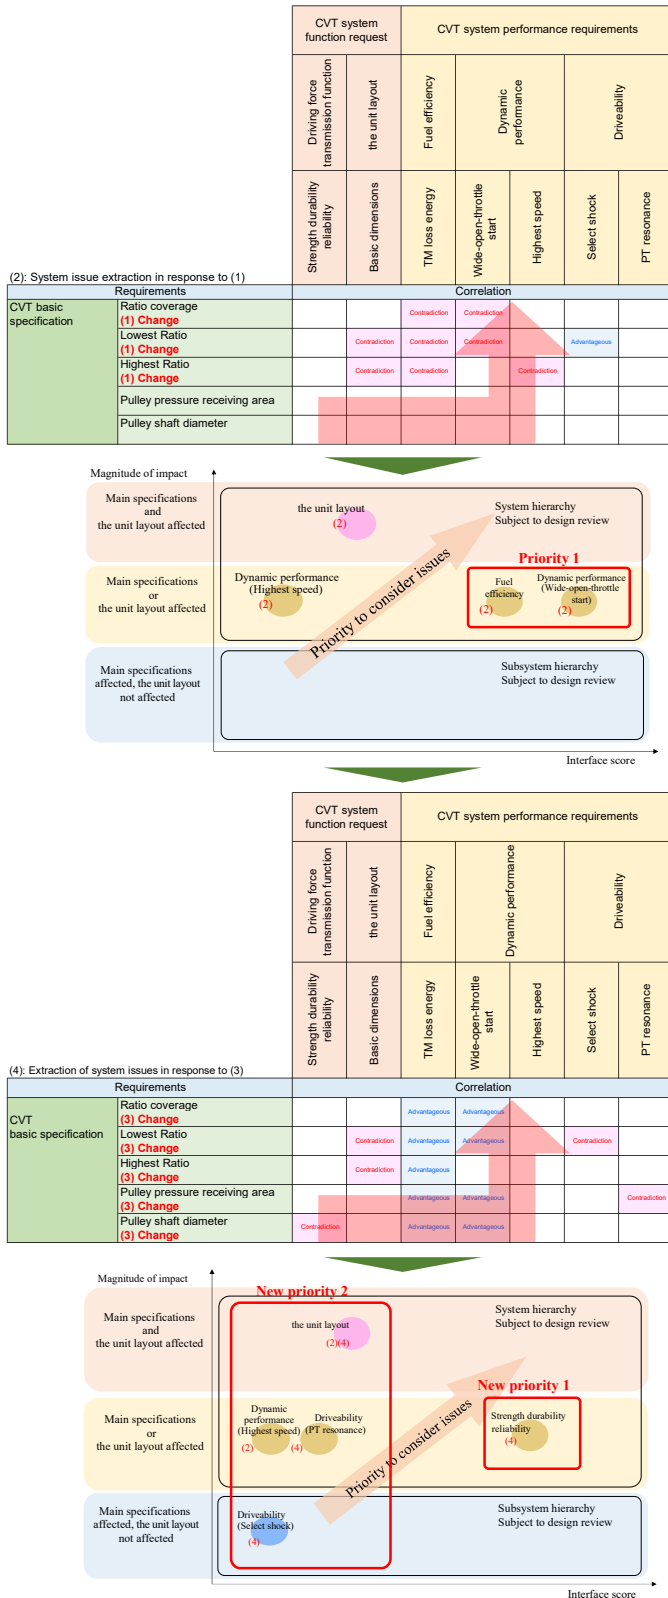 CVT system
function request
CVT system performance requirements
Driving force
transmission function
the unit layout
Fuel efficiency
Dynamic
performance
Driveability
Strength durability
reliability
Basic dimensions
TM loss energy
Wide-open-throttle
start
Highest speed
Select shock
PT resonance
(2): System issue extraction in response to (1)
Requirements
Correlation
CVT basic
specification
Ratio coverage
(1) Change
Contradiction
Contradiction
Lowest Ratio
(1) Change
Contradiction
Contradiction
Contradiction
Advantageous
Highest Ratio
(1) Change
Contradiction
Contradiction
Contradiction
Pulley pressure receiving area
Pulley shaft diameter
Magnitude of impact
Main specifications
and
the unit layout affected
the unit layout
(2)
System hierarchy
Subject to design review
Main specifications
or
the unit layout affected
Dynamic performance
(Highest speed)
(2)
Priority to consider issues
Priority 1
Fuel
efficiency
(2)
Dynamic performance
(Wide-open-throttle
start)
(2)
Main specifications
affected, the unit layout
not affected
Subsystem hierarchy
Subject to design review
Interface score
CVT system
function request
CVT system performance requirements
Driving force
transmission function
the unit layout
Fuel efficiency
Dynamic performance
Driveability
Strength durability
reliability
Basic dimensions
TM loss energy
Wide-open-throttle
start
Highest speed
Select shock
PT resonance
(4): Extraction of system issues in response to (3)
Requirements
Correlation
CVT
basic specification
Ratio coverage
(3) Change
Advantageous
Advantageous
Lowest Ratio
(3) Change
Contradiction
Advantageous
Advantageous
Contradiction
Highest Ratio
(3) Change
Contradiction
Advantageous
Pulley pressure receiving area
(3) Change
Advantageous
Advantageous
Contradiction
Pulley shaft diameter
(3) Change
Contradiction
Advantageous
Advantageous
Magnitude of impact
New priority 2
Main specifications
and
the unit layout affected
the unit layout
(2)(4)
System hierarchy
Subject to design review
Main specifications
or
the unit layout affected
Dynamic
performance
(Highest speed)
(2)
Driveability
(PT resonance)
(4)
Priority to consider issues
New priority 1
Strength durability
reliability
(4)
Main specifications
affected, the unit layout
not affected
Driveability
(Select shock)
(4)
Subsystem hierarchy
Subject to design review
Interface score